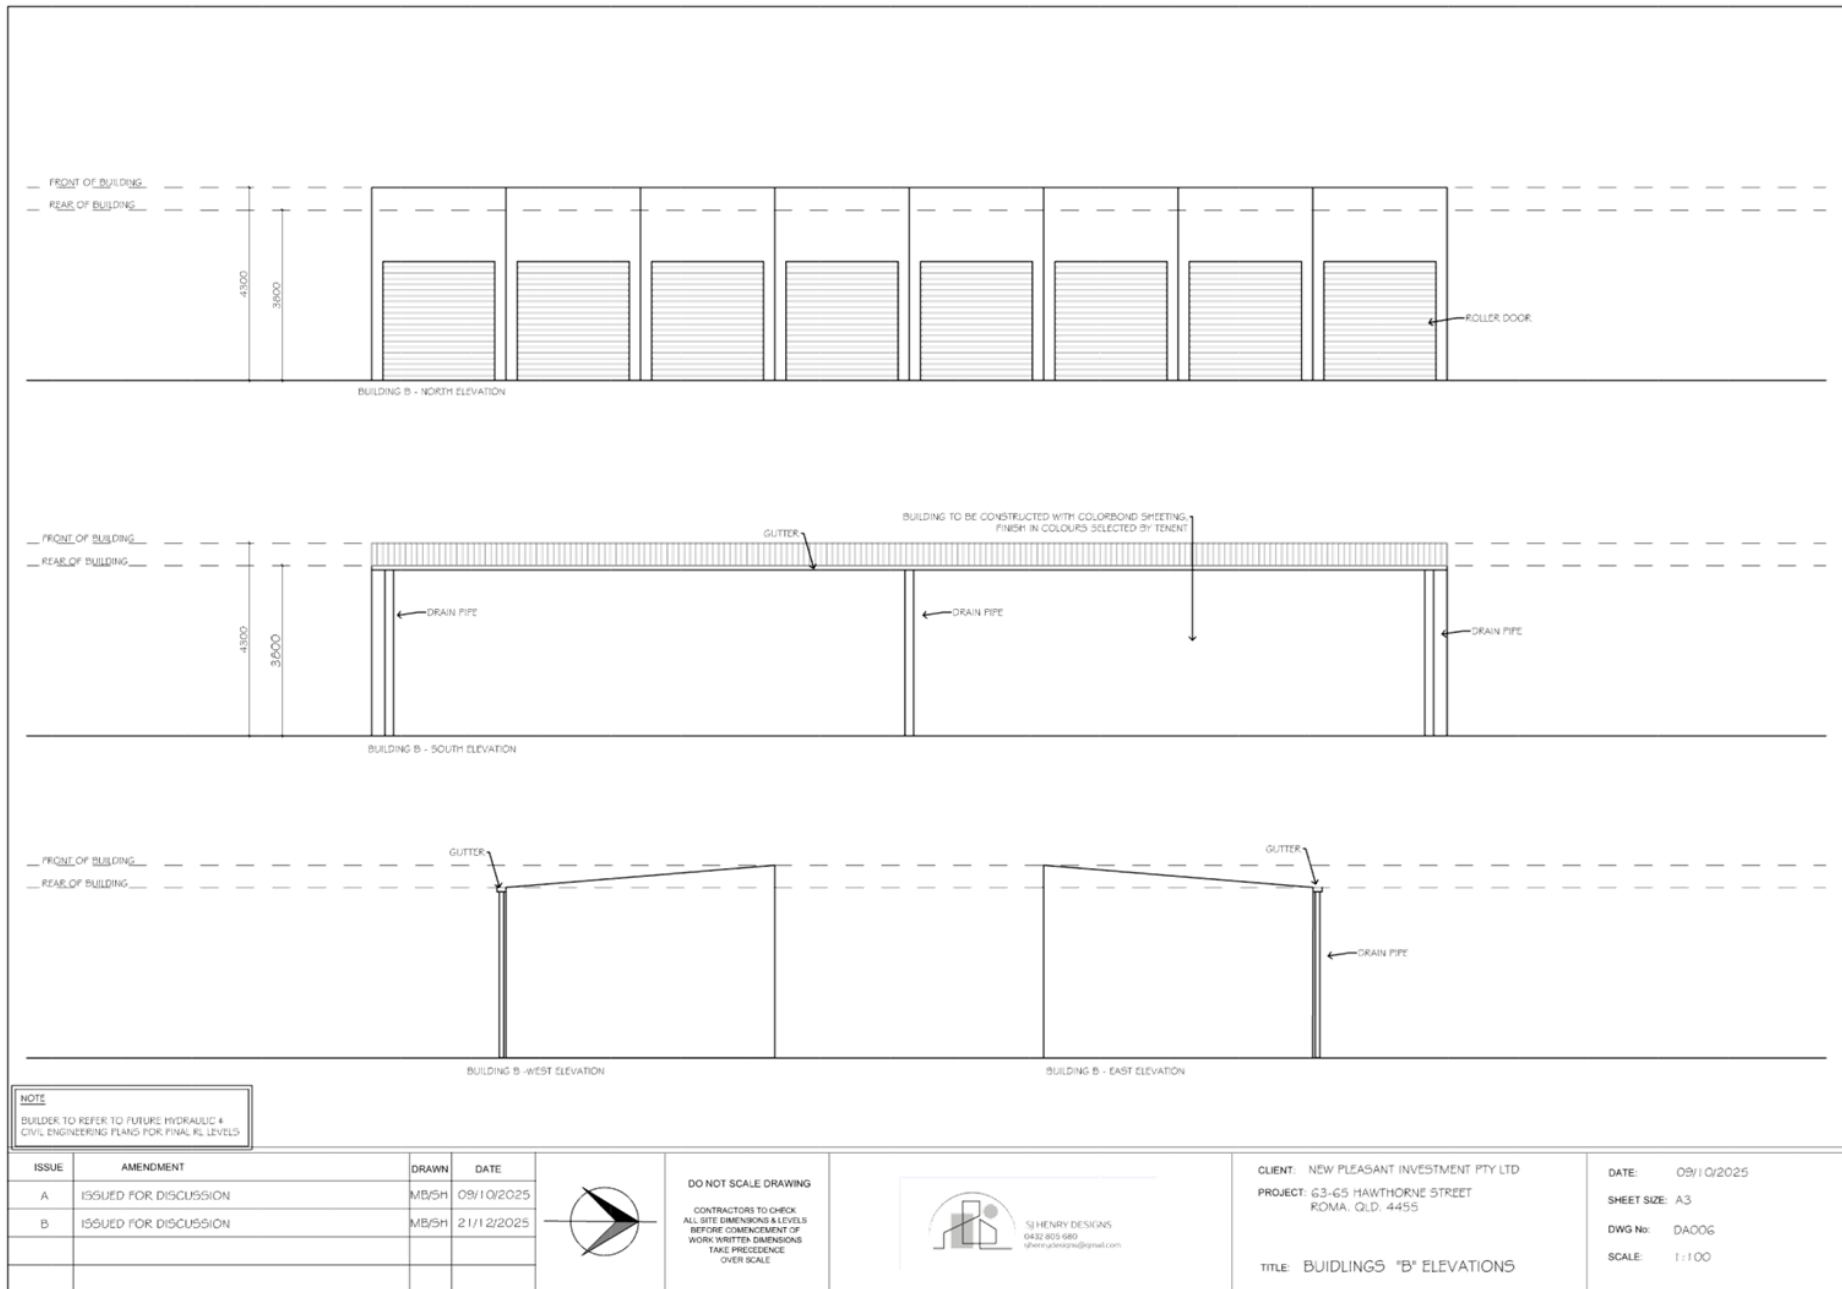 FRONT OF BUILDING
REAR OF BUILDING
4300
3800
ROLLER DOOR
BUILDING B - NORTH ELEVATION
BUILDING TO BE CONSTRUCTED WITH COLORBOND SHEETING,
FINISH IN COLOURS SELECTED BY TENENT
GUTTER
FRONT OF BUILDING
REAR OF BUILDING
DRAIN PIPE
DRAIN PIPE
DRAIN PIPE
4300
3800
BUILDING B - SOUTH ELEVATION
GUTTER
GUTTER
FRONT OF BUILDING
REAR OF BUILDING
DRAIN PIPE
BUILDING B -WEST ELEVATION
BUILDING B - EAST ELEVATION
NOTE
BUILDER TO REFER TO FUTURE HYDRAULIC &
CIVIL ENGINEERING PLANS FOR FINAL RL LEVELS
ISSUE AMENDMENT DRAWN DATE
A ISSUED FOR DISCUSSION MB/SH 09/10/2025
B ISSUED FOR DISCUSSION MB/SH 21/12/2025
DO NOT SCALE DRAWING
CONTRACTORS TO CHECK
ALL SITE DIMENSIONS & LEVELS
BEFORE COMENCEMENT OF
WORK WRITTEN DIMENSIONS
TAKE PRECEDENCE
OVER SCALE
SJ HENRY DESIGNS
0432 805 680
sjhenrydesigns@gmail.com
CLIENT: NEW PLEASANT INVESTMENT PTY LTD
PROJECT: 63-65 HAWTHORNE STREET
ROMA. QLD. 4455
TITLE: BUIDLINGS "B" ELEVATIONS
DATE: 09/10/2025
SHEET SIZE: A3
DWG No: DA006
SCALE: 1:100